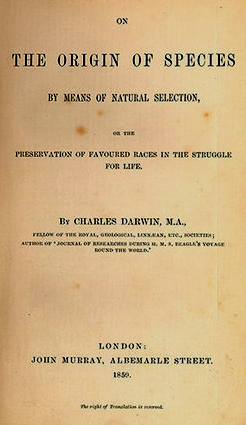 ON
THE ORIGIN OF SPECIES
BY MEANS OF NATURAL SELECTION,
OR THE
PRESERVATION OF FAVOURED RACES IN THE STRUGGLE
FOR LIFE.
BY CHARLES DARWIN, M.A.,
FELLOW OF THE ROYAL, GEOLOGICAL, LINNÆAN, ETC., SOCIETIES;
AUTHOR OF 'JOURNAL OF RESEARCHES DURING H. M. S. BEAGLE'S VOYAGE
ROUND THE WORLD.'
LONDON:
JOHN MURRAY, ALBEMARLE STREET.
1859.
The right of Translation is reserved.